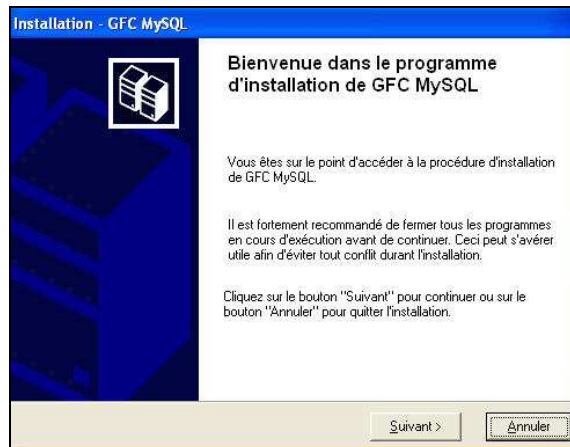 Installation - GFC MySQL
Bienvenue dans le programme
d'installation de GFC MySQL
Vous êtes sur le point d'accéder à la procédure d'installation
de GFC MySQL.
Il est fortement recommandé de fermer tous les programmes
en cours d'exécution avant de continuer. Ceci peut s'avérer
utile afin d'éviter tout conflit durant l'installation.
Cliquez sur le bouton "Suivant" pour continuer ou sur le
bouton "Annuler" pour quitter l'installation.
Suivant >
Annuler